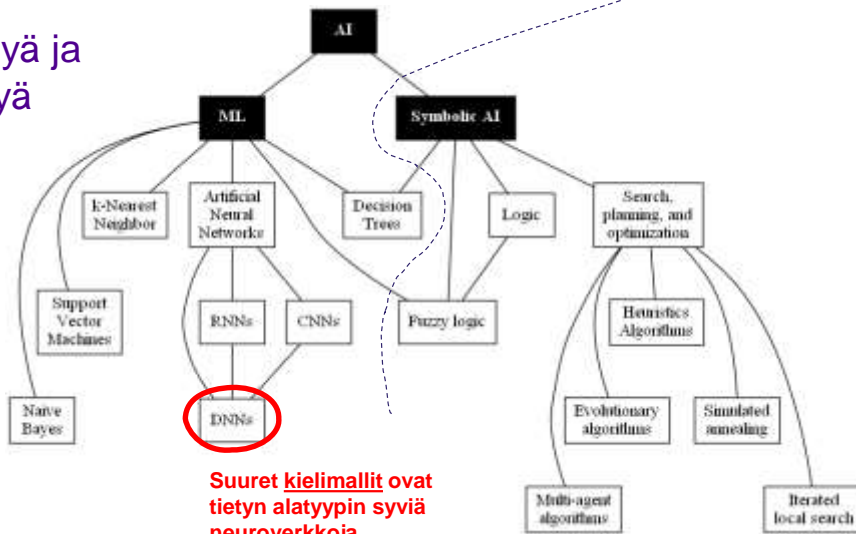 yä ja
yä
AI
ML
Symbolic AI
k-Nearest
Neighbor
Artificial
Neural
Networks
Decision
Trees
Logic
Search,
planning, and
optimization
Support
Vector
Machines
RNNs
CNNs
Fuzzy logic
Heuristics
Algorithms
Naive
Bayes
DNNs
Evolutionary
algorithms
Simulated
annealing
Suuret kielimallit ovat
tietyn alatyypin syviä
neuroverkkoja
Multi-agent
algorithms
Iterated
local search